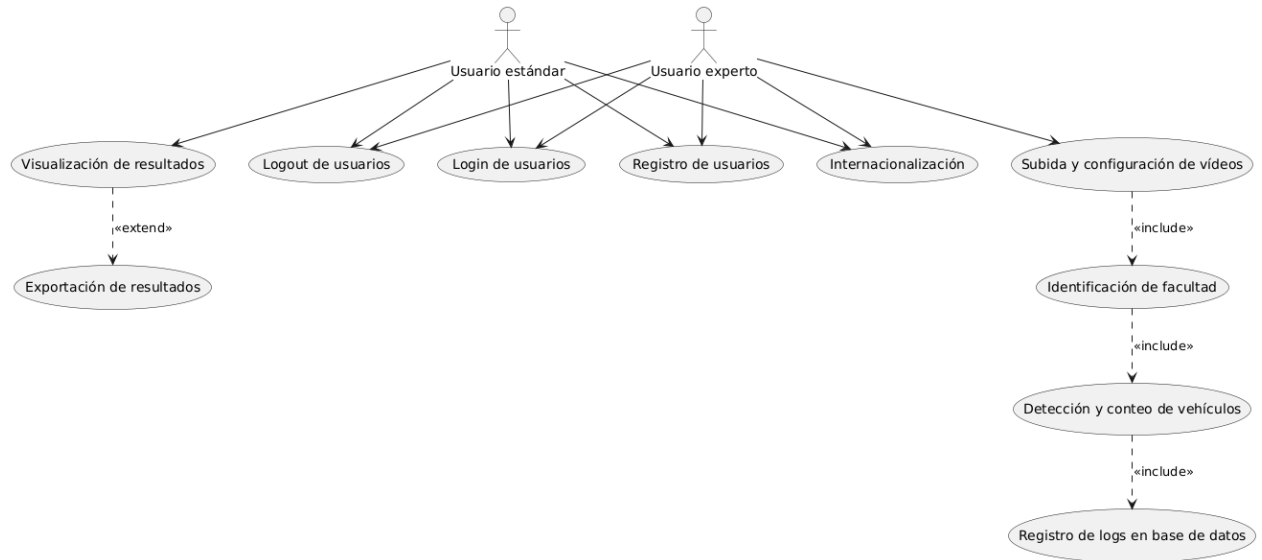 Usuario estándar
Usuario experto
Visualización de resultados
Logout de usuarios
Login de usuarios
Registro de usuarios
Internacionalización
Subida y configuración de vídeos
«extend»
«include»
Exportación de resultados
Identificación de facultad
«include»
Detección y conteo de vehículos
«include»
Registro de logs en base de datos